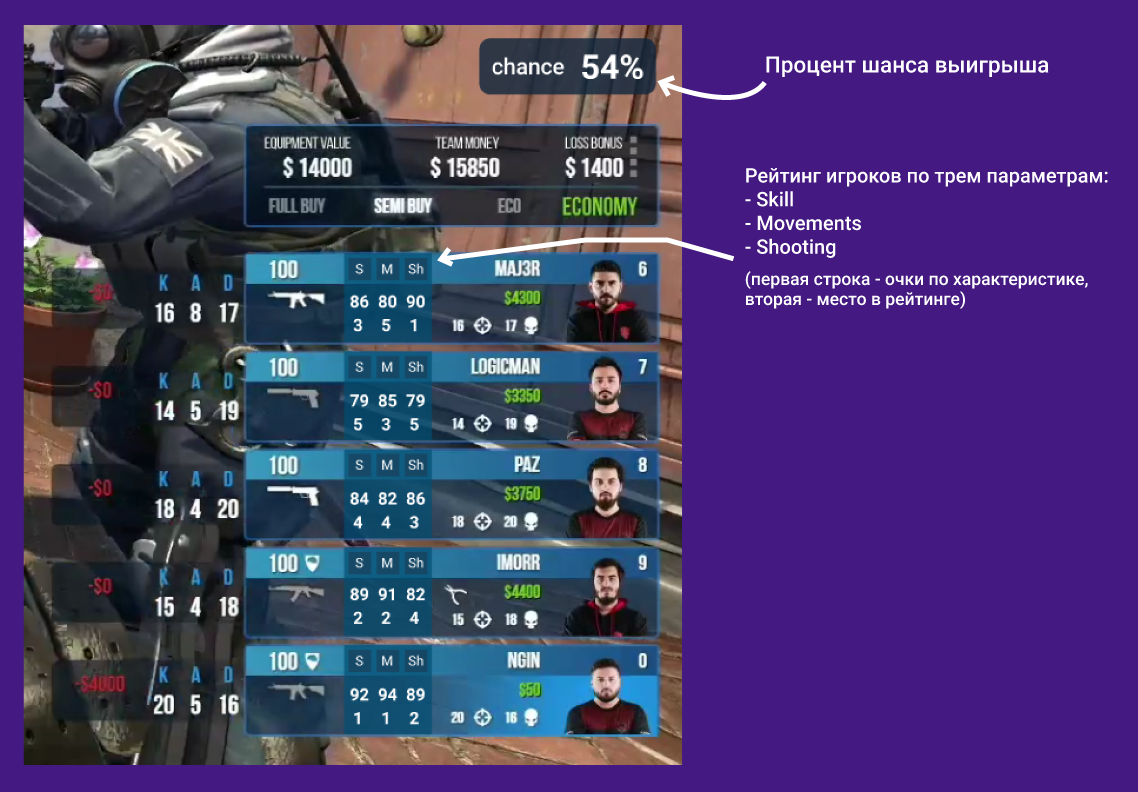 chance 54%
Процент шанса выигрыша
EQUIPMENT VALUE TEAM MONEY LOSS BONUS
$ 14000 $ 15850 $ 1400
FULL BUY SEMI BUY ECO ECONOMY
Рейтинг игроков по трем параметрам:
- Skill
- Movements
- Shooting
(первая строка - очки по характеристике,
вторая - место в рейтинге)
100 S M Sh MAJ3R 6
-$0 K A D 86 80 90 $4300
16 8 17 3 5 1 16 17
100 S M Sh LOGICMAN 7
-$0 K A D 79 85 79 $3350
14 5 19 5 3 5 14 19
100 S M Sh PAZ 8
-$0 K A D 84 82 86 $3750
18 4 20 4 4 3 18 20
100 S M Sh IMORR 9
-$0 K A D 89 91 82 $4400
15 4 18 2 2 4 15 18
100 S M Sh NGIN 0
-$4000 K A D 92 94 89 $50
20 5 16 1 1 2 20 16